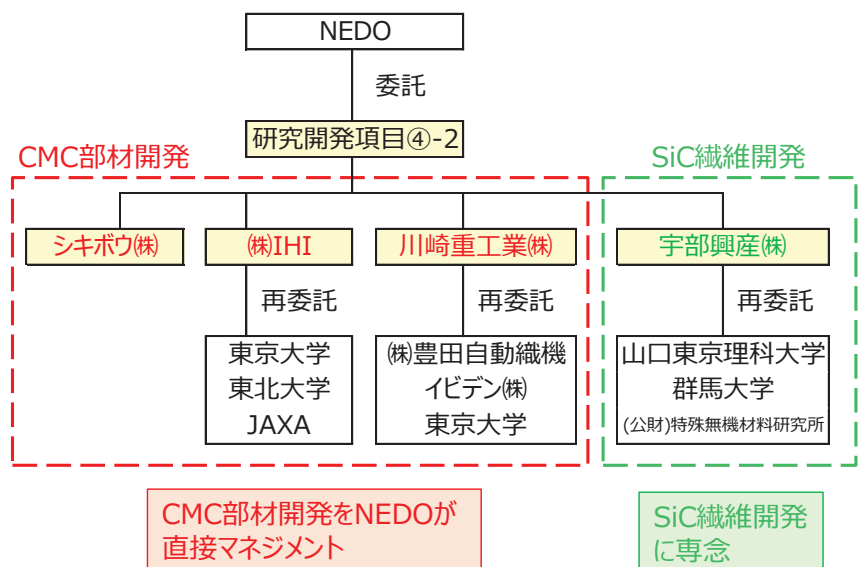 NEDO
委託
研究開発項目④-2
CMC部材開発
SiC繊維開発
シキボウ㈱
㈱IHI
川崎重工業㈱
宇部興産㈱
再委託
再委託
再委託
東京大学
東北大学
JAXA
㈱豊田自動織機
イビデン㈱
東京大学
山口東京理科大学
群馬大学
(公財)特殊無機材料研究所
CMC部材開発をNEDOが
直接マネジメント
SiC繊維開発
に専念